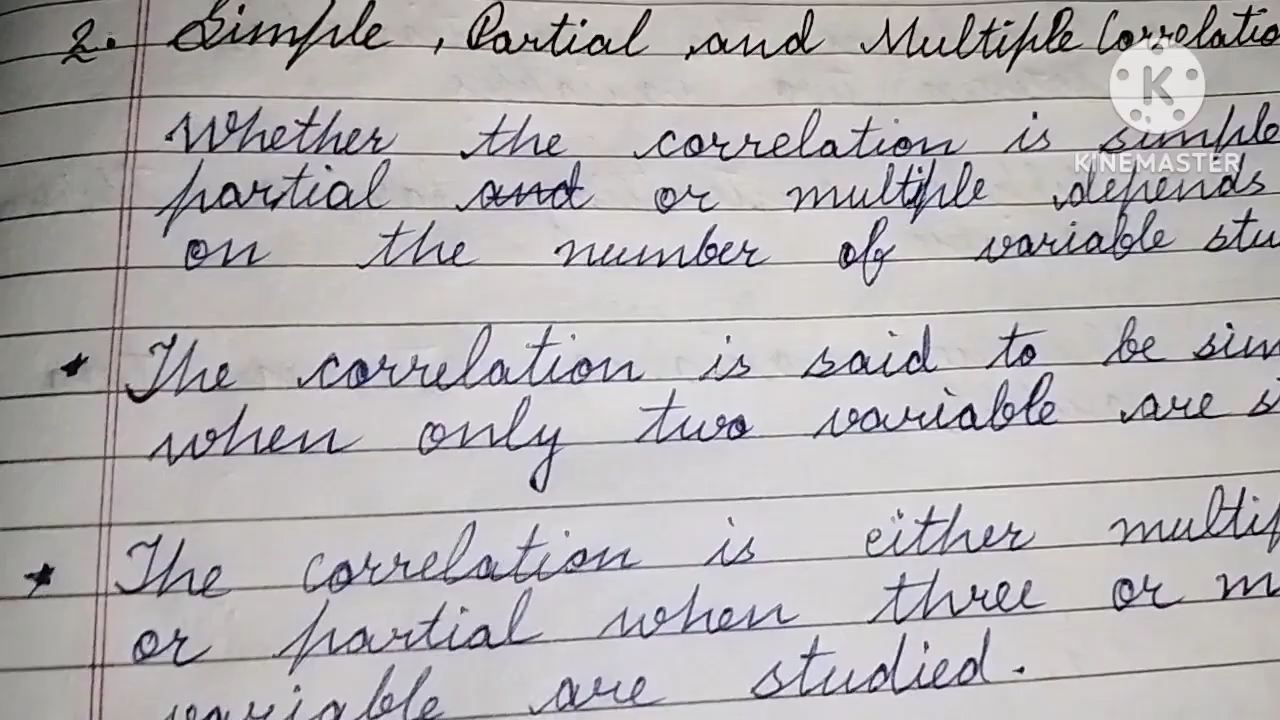 2. Simple, Partial and Multiple Correlatio
Whether the correlation is simple
partial and or multiple depends
on the number of variable stu
* The correlation is said to be sim
when only two variable are s
* The correlation is either multip
or partial when three or m
variable are studied.
K
KINEMASTER